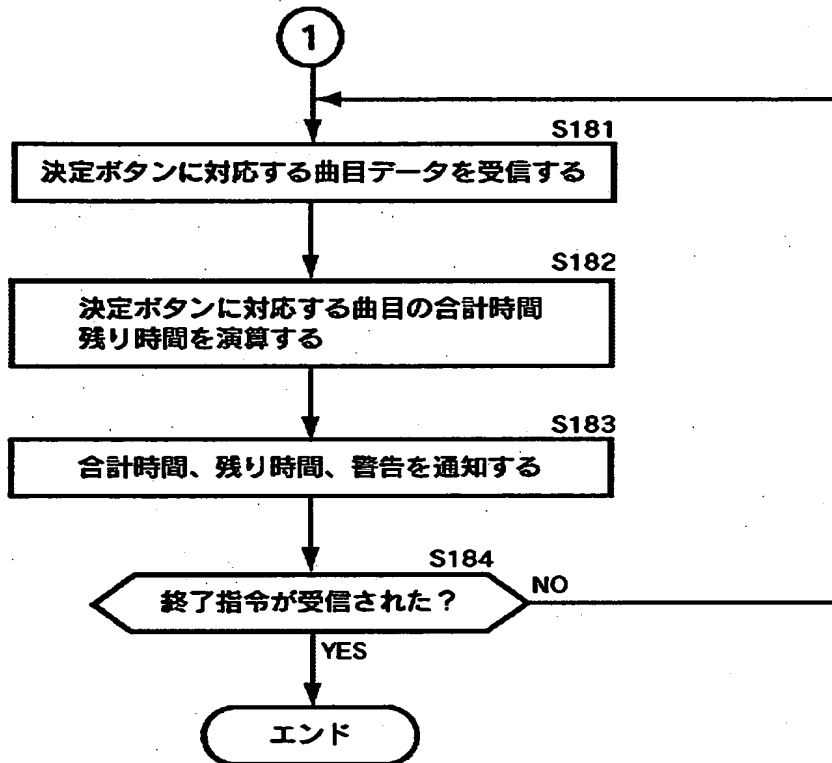 1
S181
決定ボタンに対応する曲目データを受信する
S182
決定ボタンに対応する曲目の合計時間
残り時間を演算する
S183
合計時間、残り時間、警告を通知する
S184
終了指令が受信された？
NO
YES
エンド